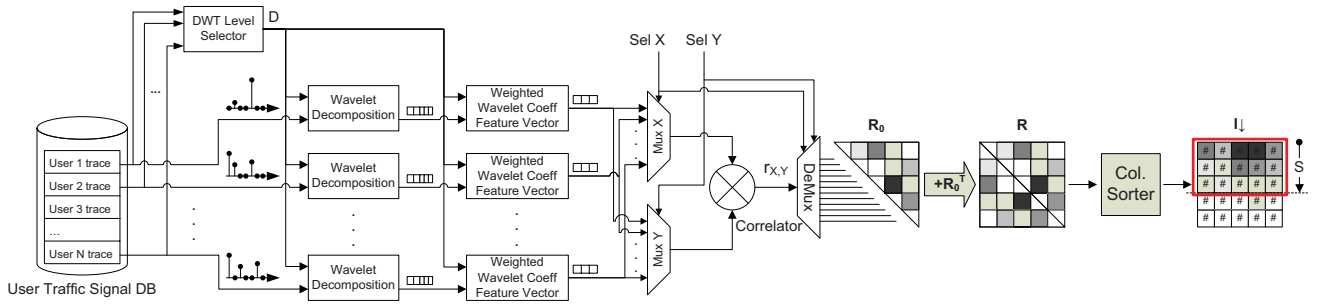 DWT Level
Selector
D
...
User 1 trace
User 2 trace
User 3 trace
...
User N trace
User Traffic Signal DB
Wavelet
Decomposition
Weighted
Wavelet Coeff
Feature Vector
Wavelet
Decomposition
Weighted
Wavelet Coeff
Feature Vector
Wavelet
Decomposition
Weighted
Wavelet Coeff
Feature Vector
Sel X
Sel Y
Mux X
Mux Y
Correlator
rX,Y
DeMux
R0
+R0T
R
Col.
Sorter
I↓
# # # # #
# # # # #
# # # # #
# # # # #
# # # # #
S